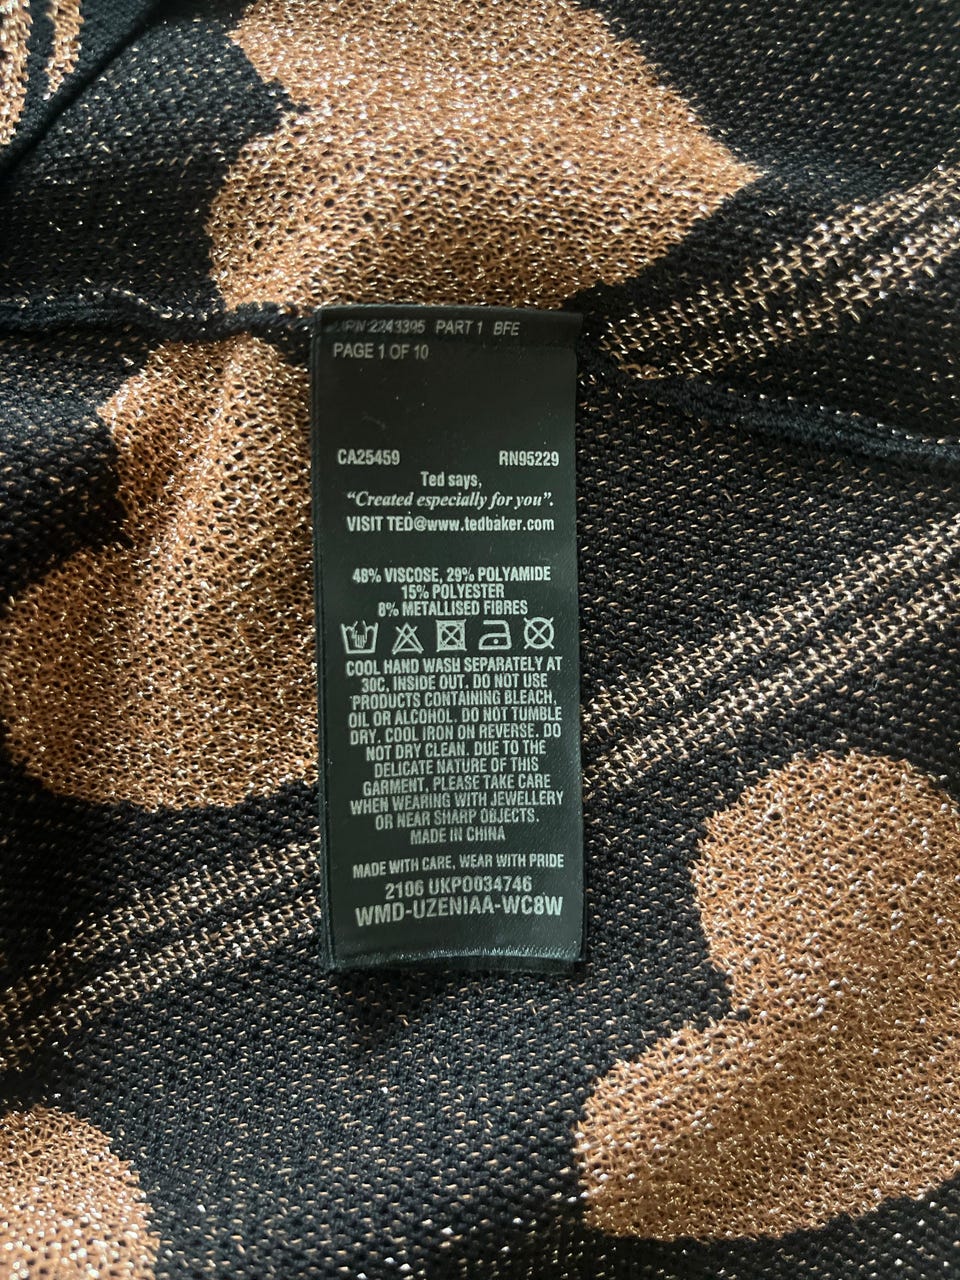 URN:2243395 PART 1 BFE
PAGE 1 OF 10
CA25459 RN95229
Ted says,
“Created especially for you”.
VISIT TED@www.tedbaker.com
48% VISCOSE, 29% POLYAMIDE
15% POLYESTER
8% METALLISED FIBRES
COOL HAND WASH SEPARATELY AT
30C, INSIDE OUT. DO NOT USE
PRODUCTS CONTAINING BLEACH,
OIL OR ALCOHOL. DO NOT TUMBLE
DRY. COOL IRON ON REVERSE. DO
NOT DRY CLEAN. DUE TO THE
DELICATE NATURE OF THIS
GARMENT, PLEASE TAKE CARE
WHEN WEARING WITH JEWELLERY
OR NEAR SHARP OBJECTS.
MADE IN CHINA
MADE WITH CARE, WEAR WITH PRIDE
2106 UKP0034746
WMD-UZENIAA-WC8W